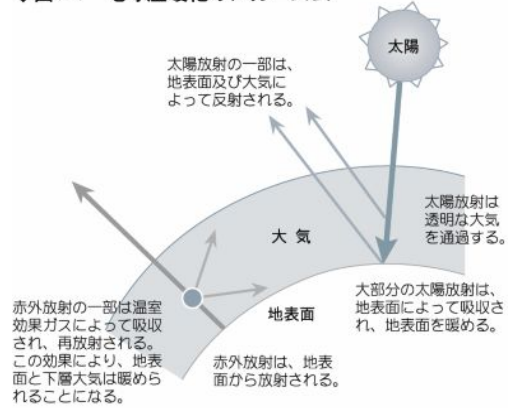 太陽
太陽放射の一部は、
地表面及び大気に
よって反射される。
太陽放射は
透明な大気
を通過する。
大 気
大部分の太陽放射は、
地表面によって吸収さ
れ、地表面を暖める。
地表面
赤外放射の一部は温室
効果ガスによって吸収
され、再放射される。
この効果により、地表
面と下層大気は暖めら
れることになる。
赤外放射は、地表
面から放射される。